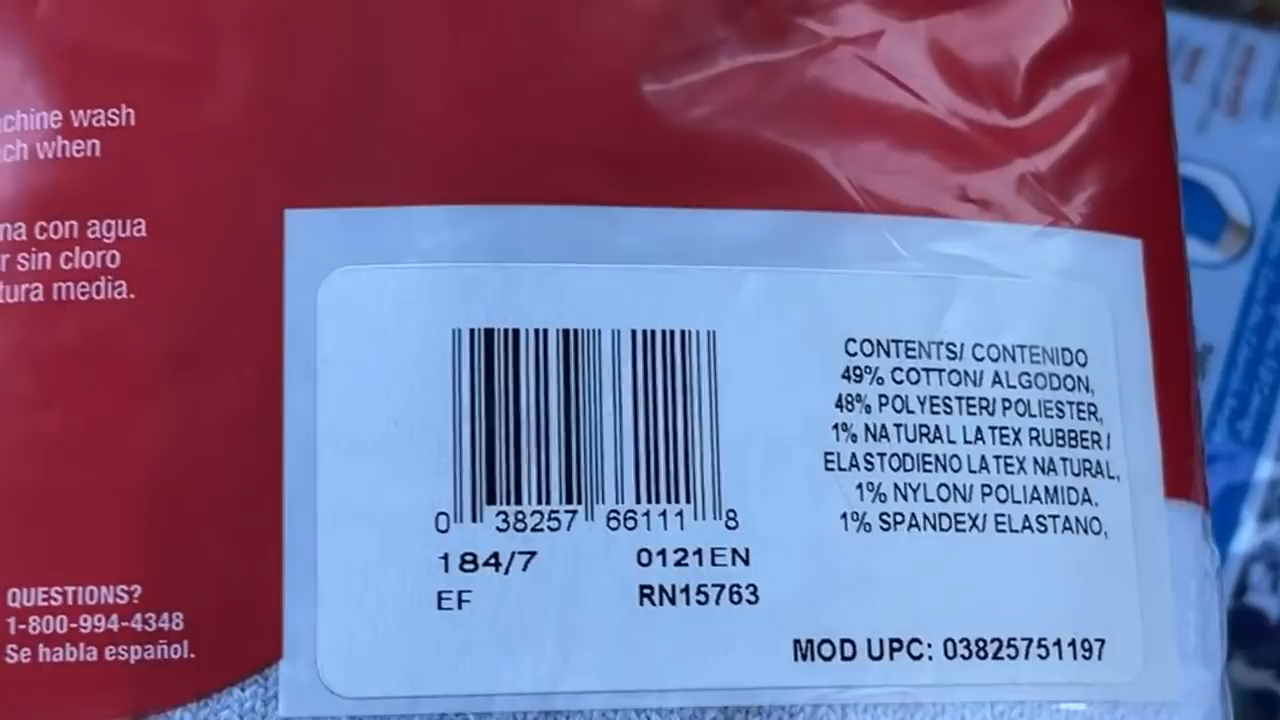 chine wash
ch when
na con agua
r sin cloro
tura media.
QUESTIONS?
1-800-994-4348
Se habla español.
0 38257 66111 8
184/7 0121EN
EF RN15763
CONTENTS/ CONTENIDO
49% COTTON/ ALGODON,
48% POLYESTER/ POLIESTER,
1% NATURAL LATEX RUBBER /
ELASTODIENO LATEX NATURAL,
1% NYLON/ POLIAMIDA.
1% SPANDEX/ ELASTANO,
MOD UPC: 03825751197